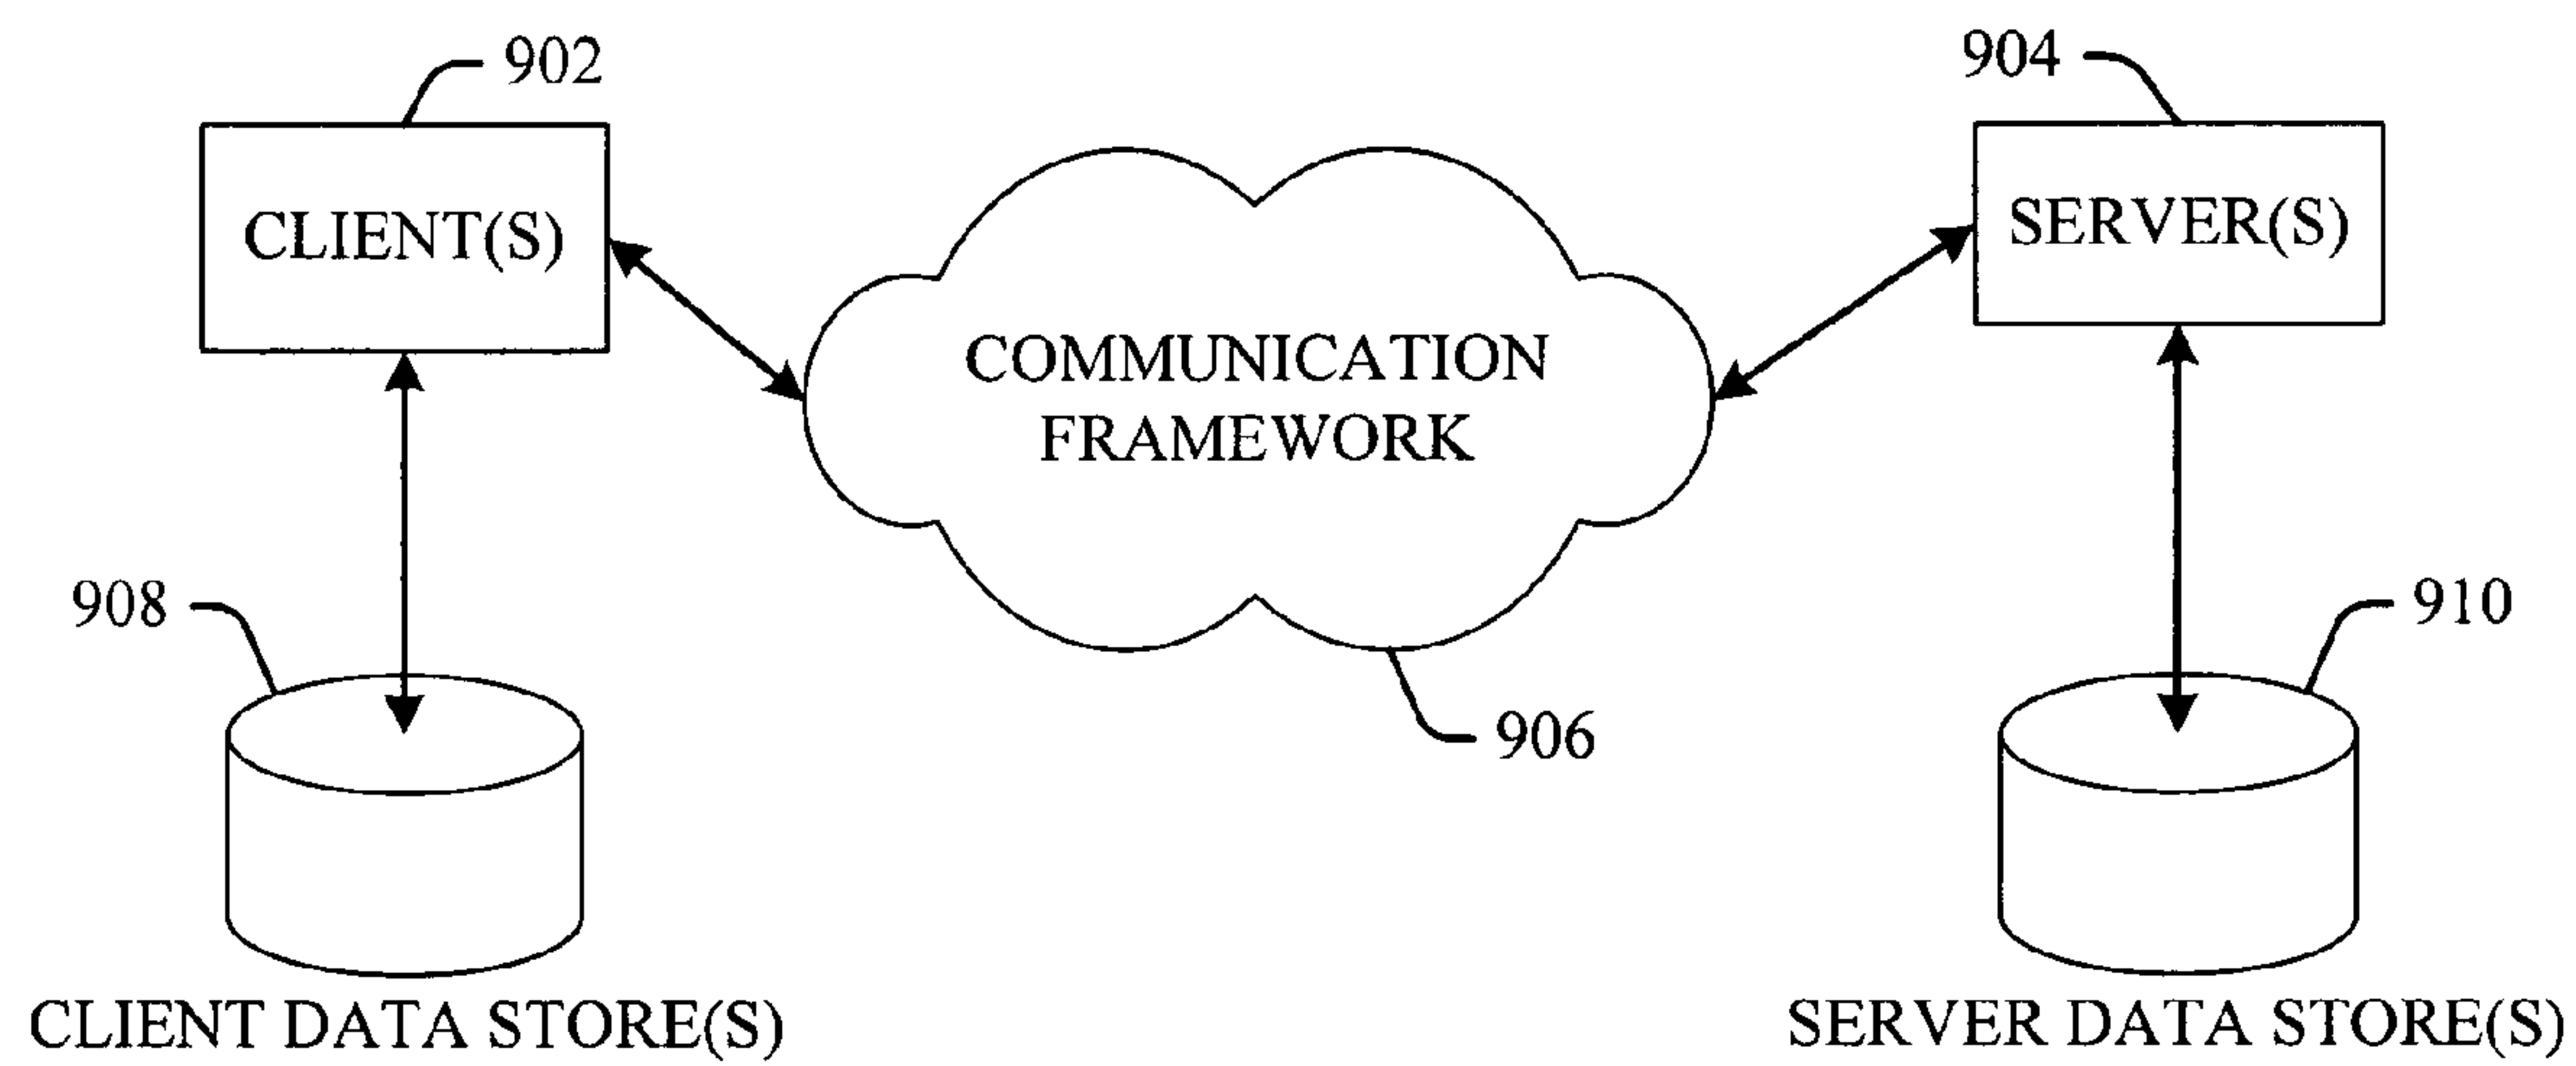 902
904
CLIENT(S)
SERVER(S)
COMMUNICATION
FRAMEWORK
908
910
906
CLIENT DATA STORE(S)
SERVER DATA STORE(S)